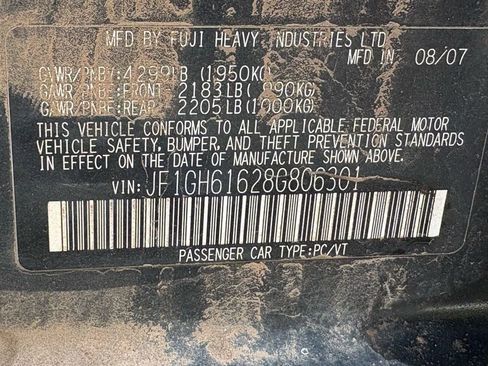 MFD BY FUJI HEAVY INDUSTRIES LTD.
MFD IN 08/07
GVWR/PNBV:4299LB (1950KG)
GAWR/PNBE:FRONT 2183LB( 990KG)
GAWR/PNBE:REAR 2205LB(1000KG)
THIS VEHICLE CONFORMS TO ALL APPLICABLE FEDERAL MOTOR
VEHICLE SAFETY, BUMPER, AND THEFT PREVENTION STANDARDS
IN EFFECT ON THE DATE OF MANUFACTURE SHOWN ABOVE.
VIN: JF1GH61628G806301
PASSENGER CAR TYPE:PC/VT